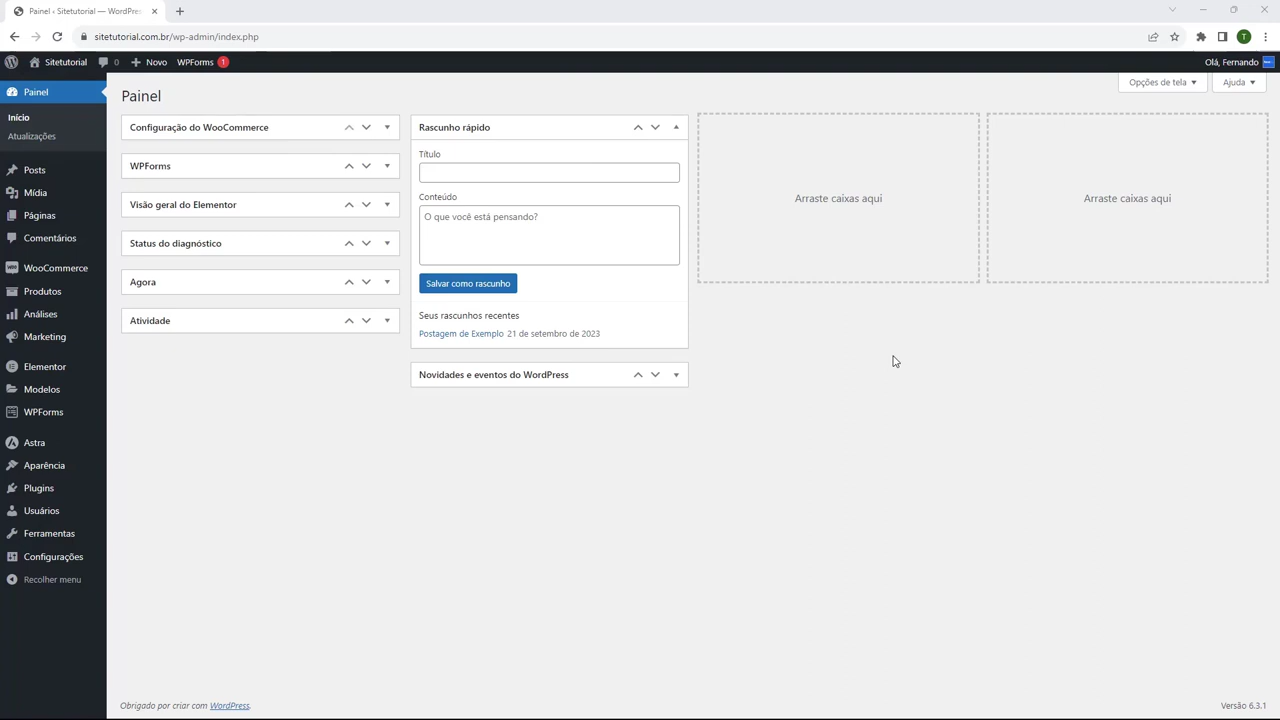 Painel ‹ Sitetutorial — WordPre
sitetutorial.com.br/wp-admin/index.php
T
Sitetutorial
0
Novo
WPForms 1
Olá, Fernando
Painel
Início
Atualizações
Posts
Mídia
Páginas
Comentários
WooCommerce
Produtos
Análises
Marketing
Elementor
Modelos
WPForms
Astra
Aparência
Plugins
Usuários
Ferramentas
Configurações
Recolher menu
Opções de tela
Ajuda
Painel
Configuração do WooCommerce
WPForms
Visão geral do Elementor
Status do diagnóstico
Agora
Atividade
Rascunho rápido
Título
Conteúdo
O que você está pensando?
Salvar como rascunho
Seus rascunhos recentes
Postagem de Exemplo 21 de setembro de 2023
Novidades e eventos do WordPress
Arraste caixas aqui
Arraste caixas aqui
Obrigado por criar com WordPress.
Versão 6.3.1